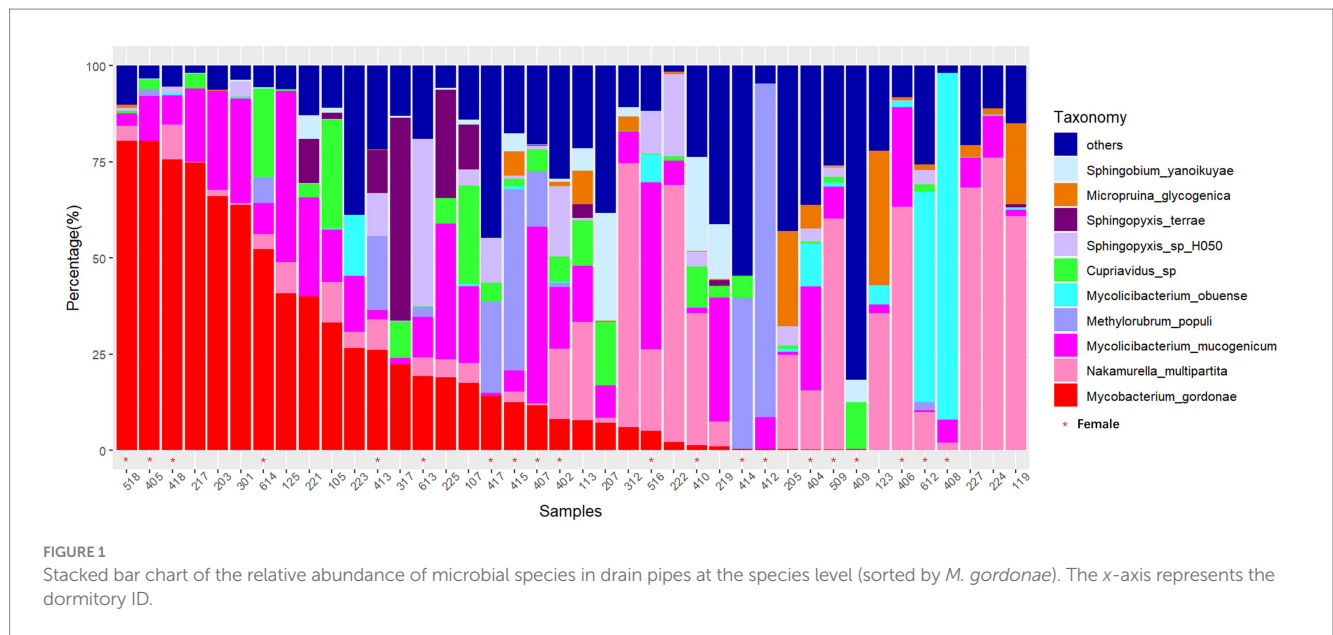 100
75
50
25
0
Percentage(%)
* * * * * * * * * * * * * * * * * * * *
518 405 418 217 203 301 614 125 221 105 223 413 317 613 225 107 417 415 407 402 113 207 312 516 222 410 219 414 412 205 404 509 409 123 406 612 408 227 224 119
Samples
Taxonomy
others
Sphingobium_yanoikuyae
Micropruina_glycogenica
Sphingopyxis_terrae
Sphingopyxis_sp_H050
Cupriavidus_sp
Mycolicibacterium_obuense
Methylorubrum_populi
Mycolicibacterium_mucogenicum
Nakamurella_multipartita
Mycobacterium_gordonae
* Female
FIGURE 1
Stacked bar chart of the relative abundance of microbial species in drain pipes at the species level (sorted by M. gordonae). The x-axis represents the
dormitory ID.